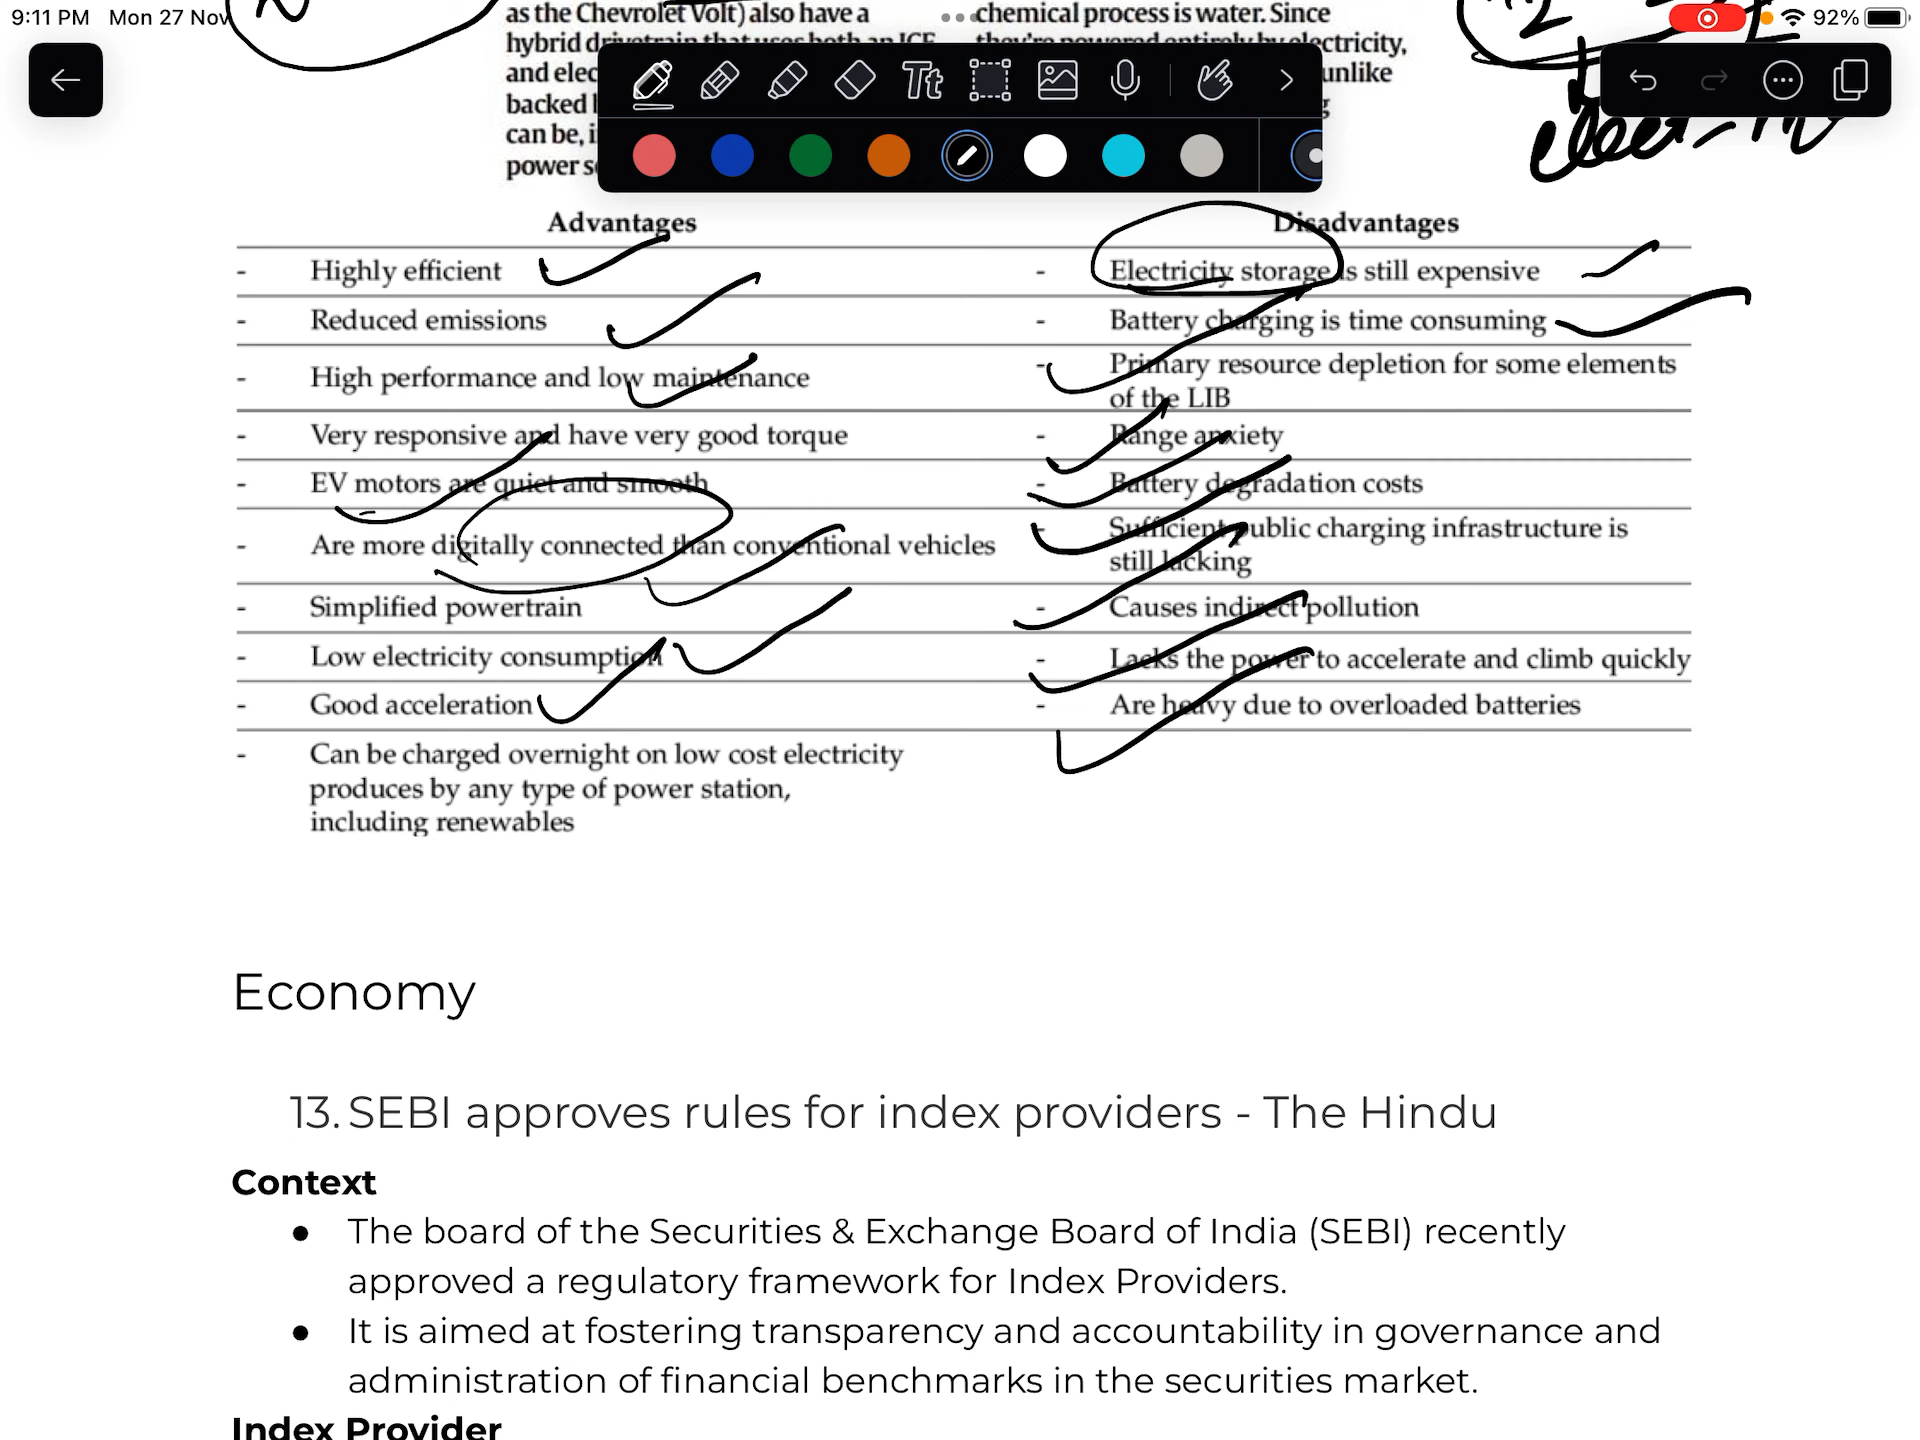 9:11 PM Mon 27 Nov
92%
as the Chevrolet Volt) also have a
hybrid drivetrain that uses both an ICE
and elec
backed
can be, i
power s
chemical process is water. Since
they're powered entirely by electricity,
unlike
g
Tt
elect
Advantages
Disadvantages
- Highly efficient
- Electricity storage is still expensive
- Reduced emissions
- Battery charging is time consuming
- High performance and low maintenance
- Primary resource depletion for some elements
of the LIB
- Very responsive and have very good torque
- Range anxiety
- EV motors are quiet and smooth
- Battery degradation costs
- Are more digitally connected than conventional vehicles
- Sufficient public charging infrastructure is
still lacking
- Simplified powertrain
- Causes indirect pollution
- Low electricity consumption
- Lacks the power to accelerate and climb quickly
- Good acceleration
- Are heavy due to overloaded batteries
- Can be charged overnight on low cost electricity
produces by any type of power station,
including renewables
Economy
13. SEBI approves rules for index providers - The Hindu
Context
● The board of the Securities & Exchange Board of India (SEBI) recently
approved a regulatory framework for Index Providers.
● It is aimed at fostering transparency and accountability in governance and
administration of financial benchmarks in the securities market.
Index Provider